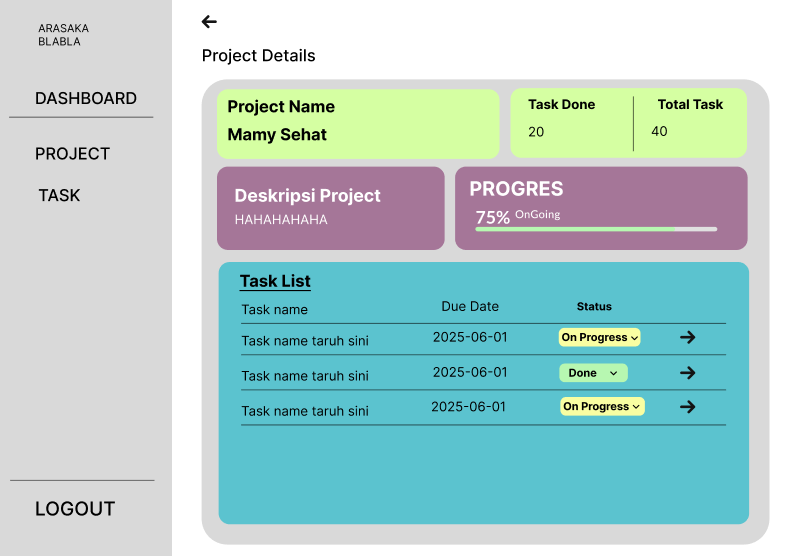 ARASAKA
BLABLA
DASHBOARD
PROJECT
TASK
LOGOUT
Project Details
Project Name
Mamy Sehat
Task Done
20
Total Task
40
Deskripsi Project
HAHAHAHAHA
PROGRES
75% OnGoing
Task List
Task name Due Date Status
Task name taruh sini 2025-06-01 On Progress
Task name taruh sini 2025-06-01 Done
Task name taruh sini 2025-06-01 On Progress